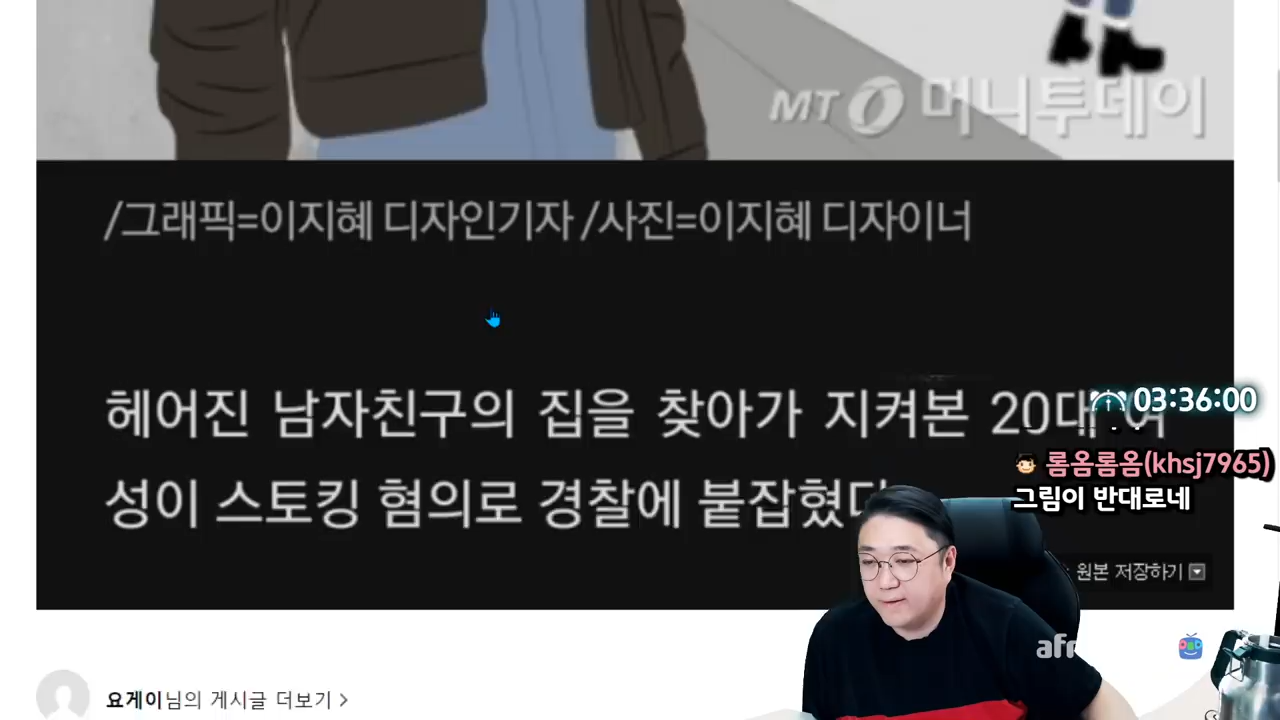 MT 머니투데이
/그래픽=이지혜 디자인기자 /사진=이지혜 디자이너
헤어진 남자친구의 집을 찾아가 지켜본 20대 여
성이 스토킹 혐의로 경찰에 붙잡혔다
03:36:00
롬옴롬옴(khsj7965)
그림이 반대로네
원본 저장하기
afr
요게이님의 게시글 더보기 >